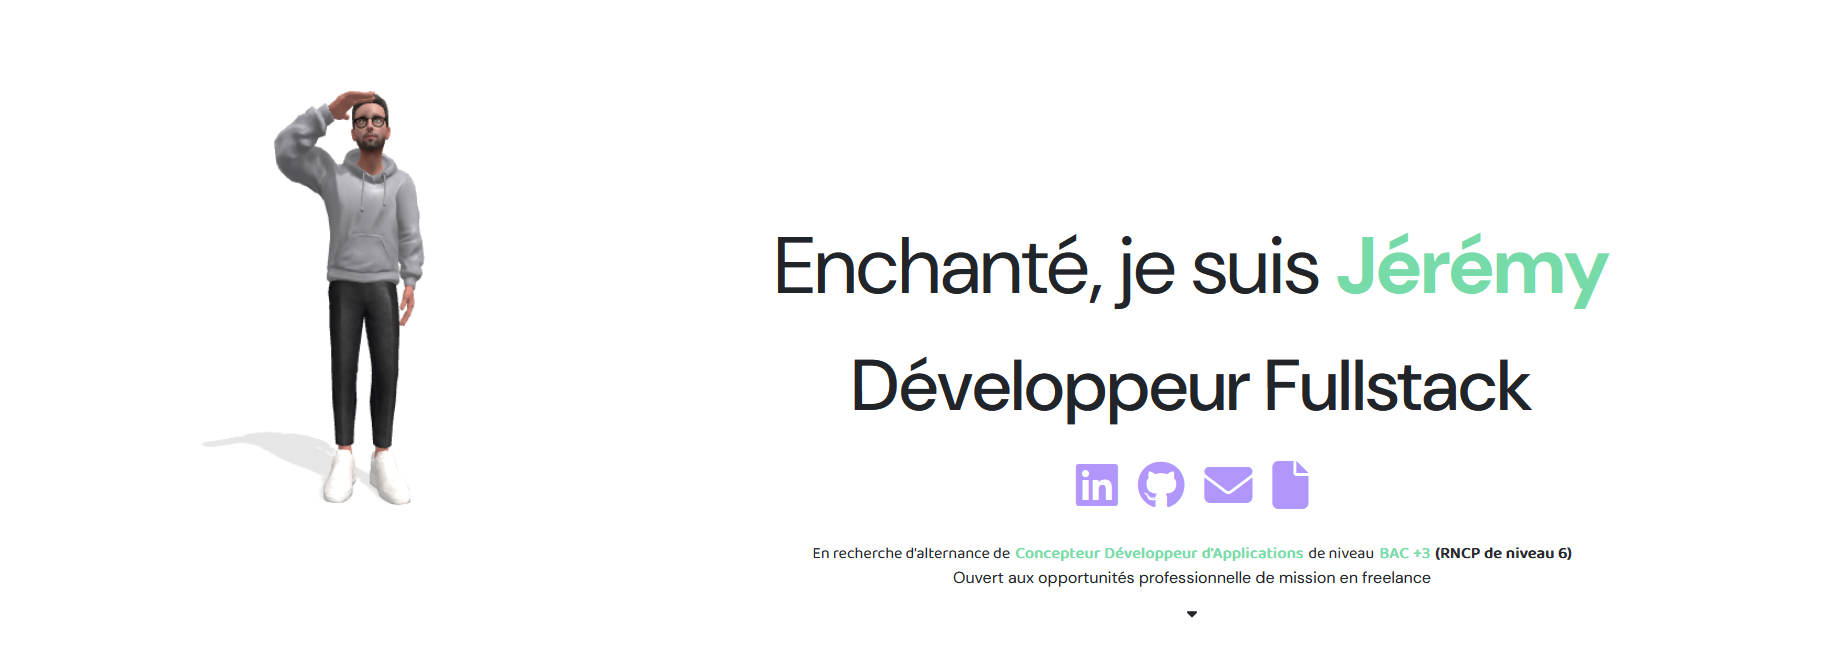 Enchanté, je suis Jérémy
Développeur Fullstack
in
En recherche d'alternance de Concepteur Développeur d'Applications de niveau BAC +3 (RNCP de niveau 6)
Ouvert aux opportunités professionnelle de mission en freelance